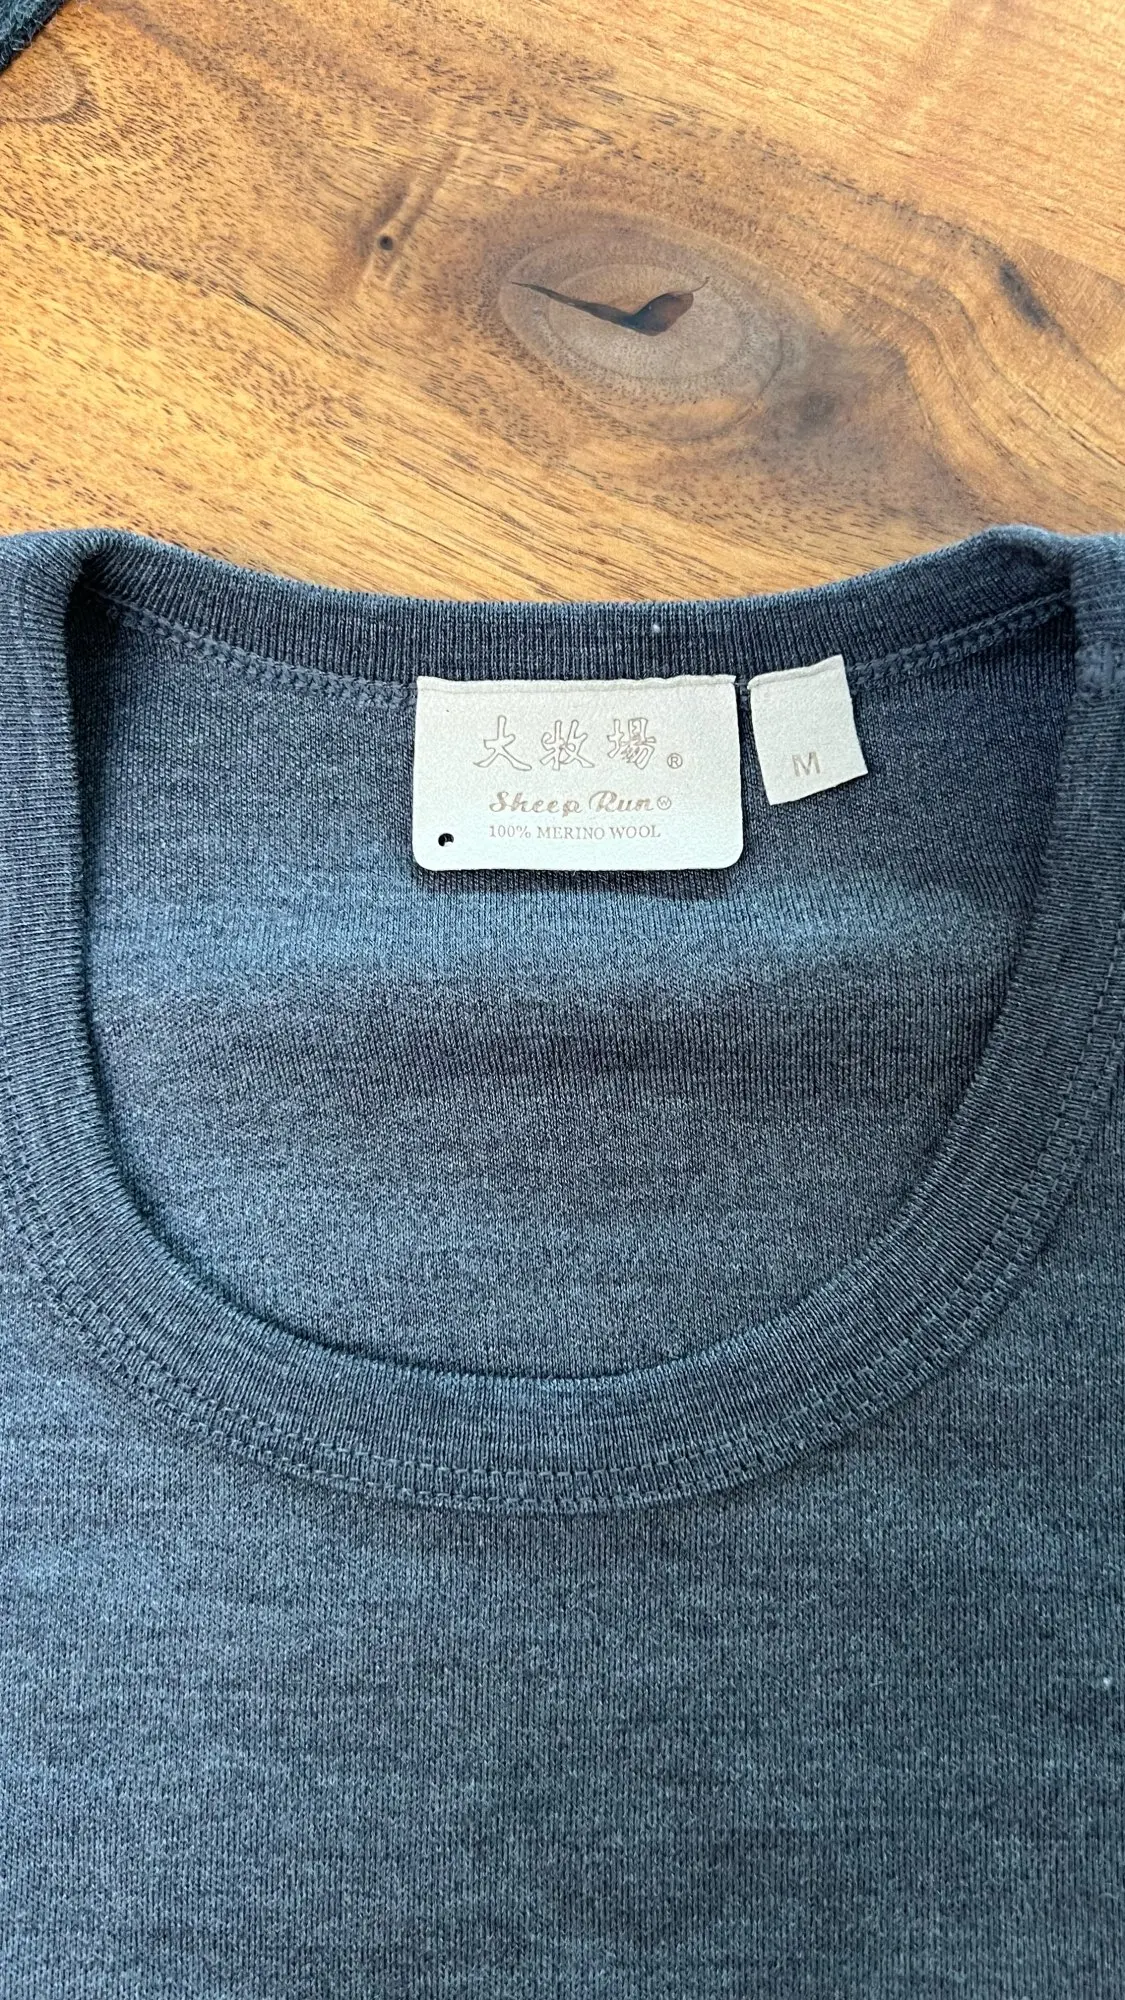 大牧場®
Sheep Run
100% MERINO WOOL
M